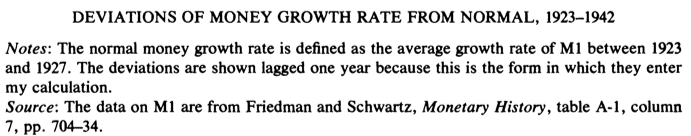 DEVIATIONS OF MONEY GROWTH RATE FROM NORMAL, 1923–1942
Notes: The normal money growth rate is defined as the average growth rate of M1 between 1923
and 1927. The deviations are shown lagged one year because this is the form in which they enter
my calculation.
Source: The data on M1 are from Friedman and Schwartz, Monetary History, table A-1, column
7, pp. 704–34.